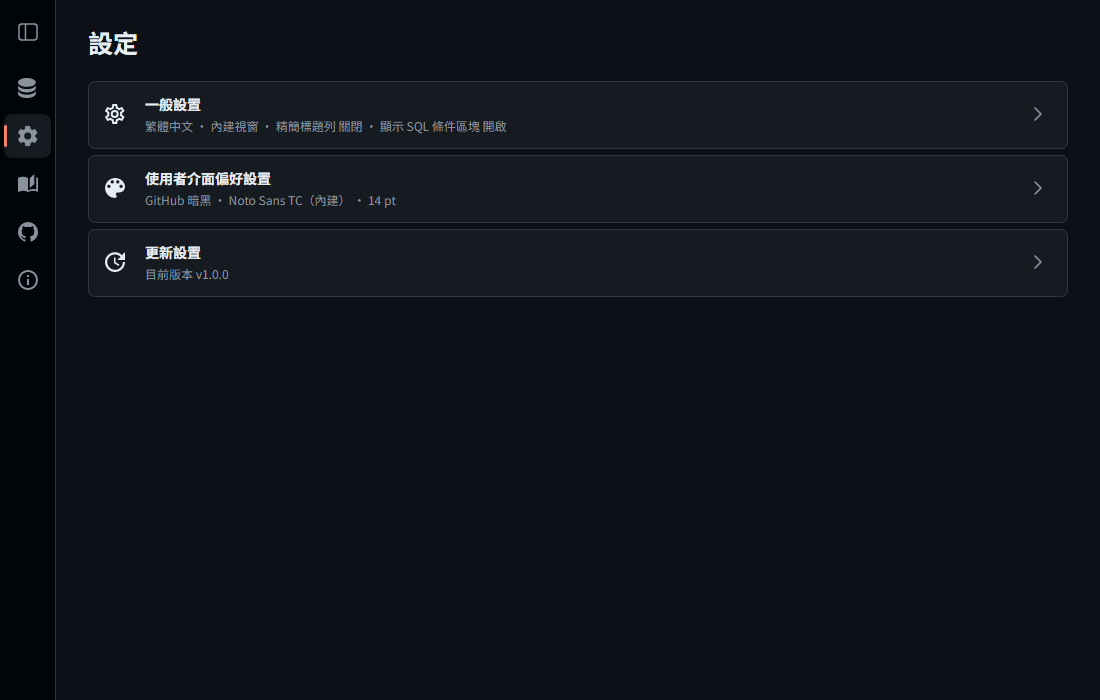 設定
一般設置
繁體中文 • 內建視窗 • 精簡標題列 關閉 • 顯示 SQL 條件區塊 開啟
使用者介面偏好設置
GitHub 暗黑 • Noto Sans TC（內建） • 14 pt
更新設置
目前版本 v1.0.0